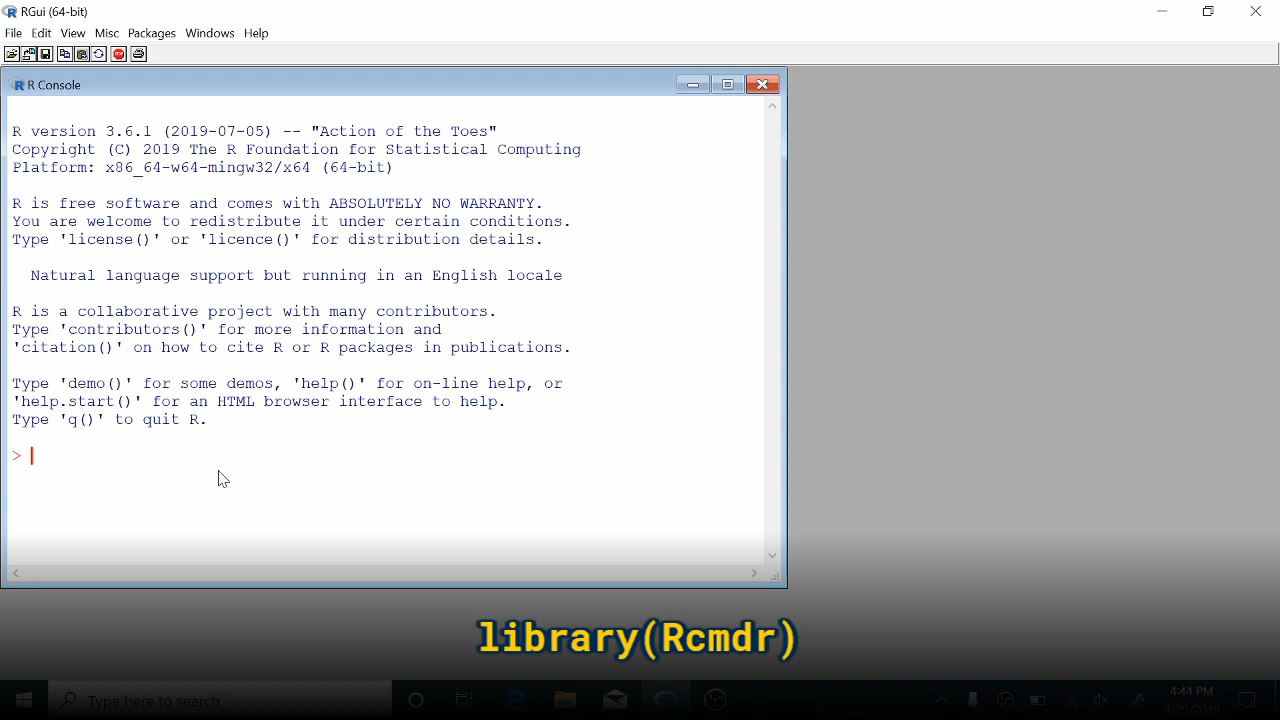 RGui (64-bit)
File Edit View Misc Packages Windows Help
STOP
R Console
R version 3.6.1 (2019-07-05) -- "Action of the Toes"
Copyright (C) 2019 The R Foundation for Statistical Computing
Platform: x86_64-w64-mingw32/x64 (64-bit)
R is free software and comes with ABSOLUTELY NO WARRANTY.
You are welcome to redistribute it under certain conditions.
Type 'license()' or 'licence()' for distribution details.
Natural language support but running in an English locale
R is a collaborative project with many contributors.
Type 'contributors()' for more information and
'citation()' on how to cite R or R packages in publications.
Type 'demo()' for some demos, 'help()' for on-line help, or
'help.start()' for an HTML browser interface to help.
Type 'q()' to quit R.
>
library(Rcmdr)
Type here to search
4:44 PM
9/29/2019